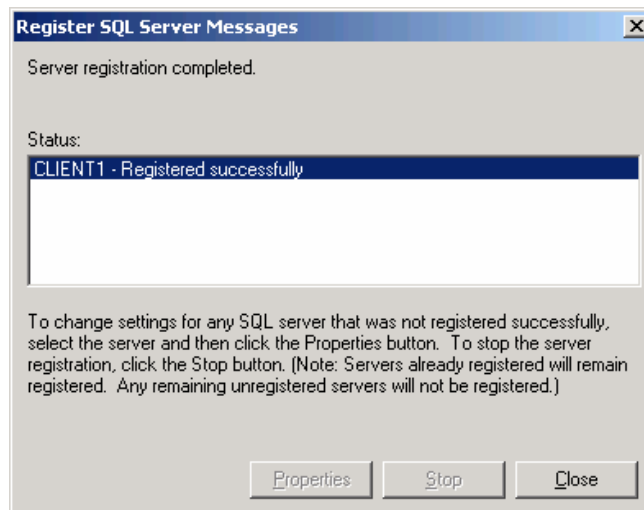 Register SQL Server Messages
Server registration completed.
Status:
CLIENT1 - Registered successfully
To change settings for any SQL server that was not registered successfully,
select the server and then click the Properties button.  To stop the server
registration, click the Stop button. (Note: Servers already registered will remain
registered.  Any remaining unregistered servers will not be registered.)
Properties Stop Close